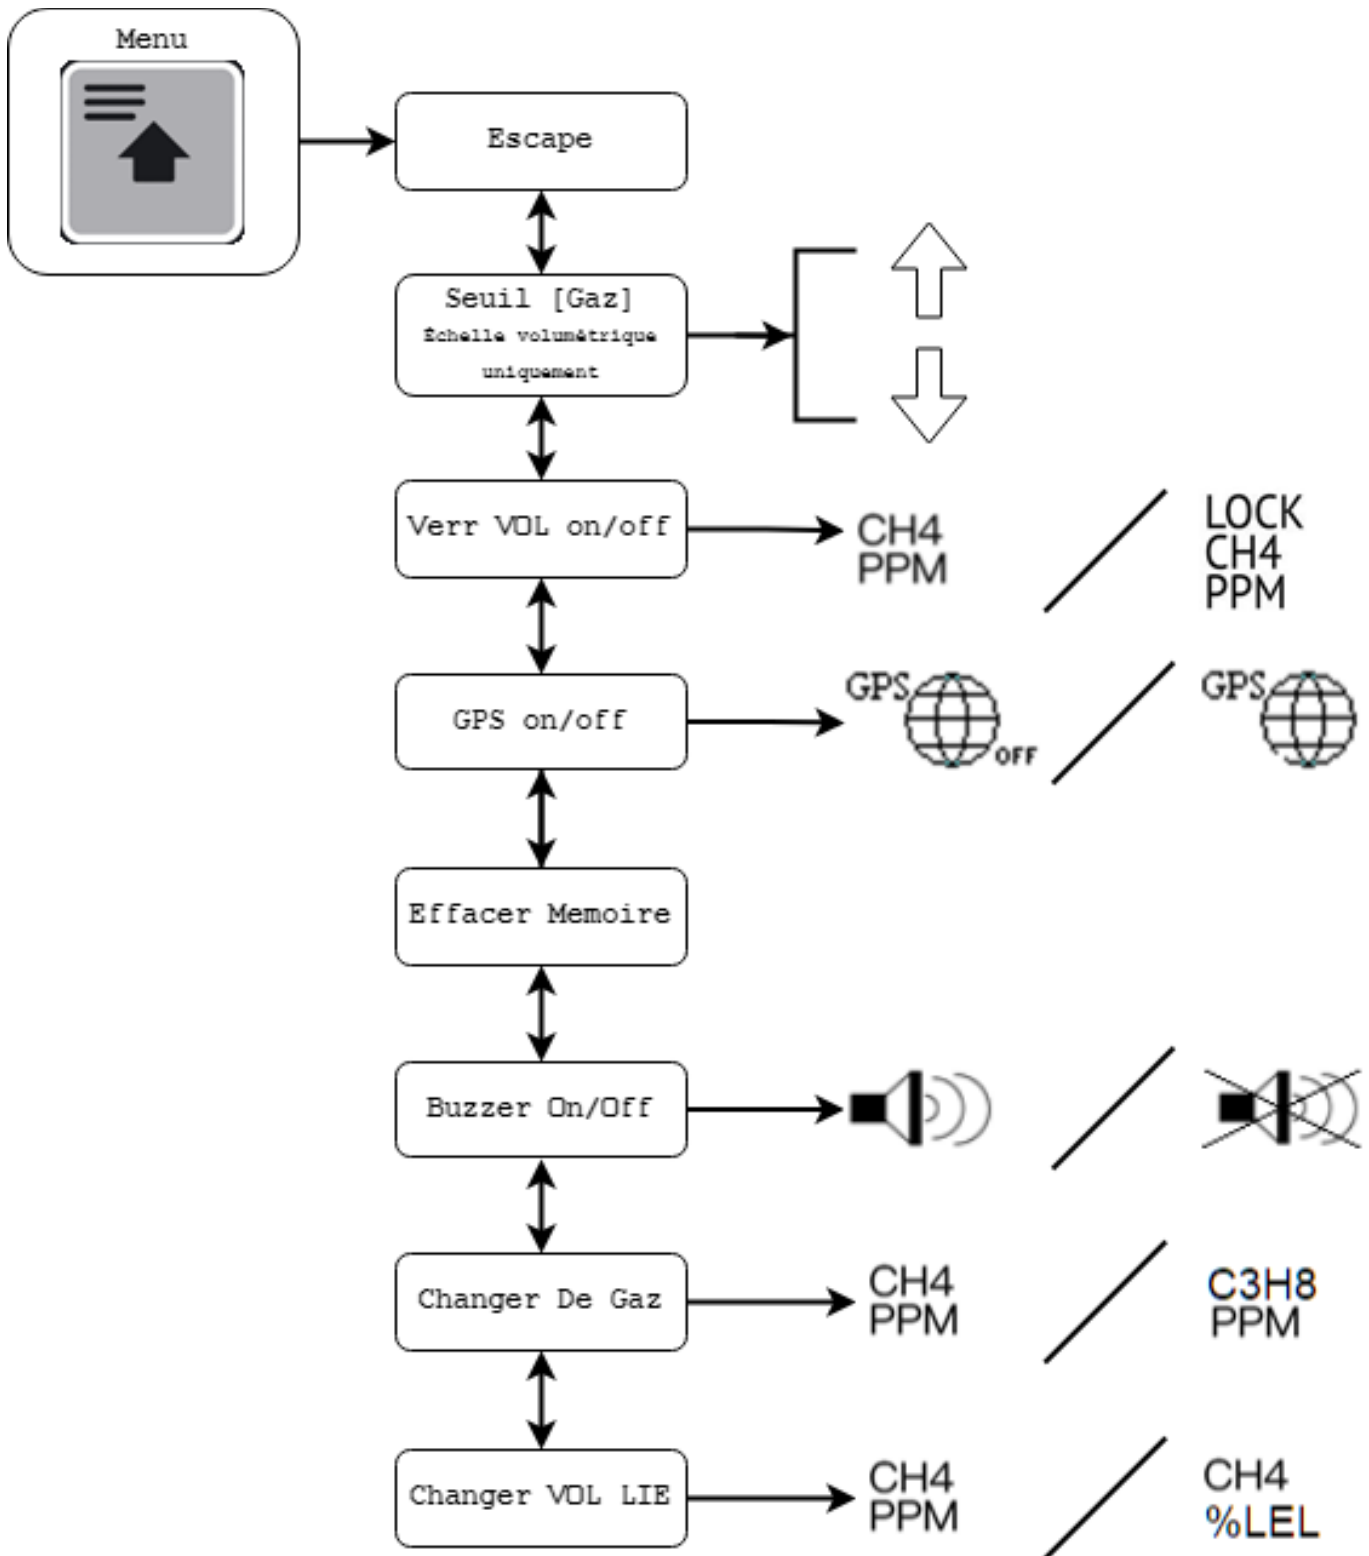 Menu
Escape
Seuil [Gaz]
Échelle volumétrique
uniquement
Verr VOL on/off
CH4
PPM
LOCK
CH4
PPM
GPS on/off
GPS
OFF
GPS
Effacer Memoire
Buzzer On/Off
Changer De Gaz
CH4
PPM
C3H8
PPM
Changer VOL LIE
CH4
PPM
CH4
%LEL